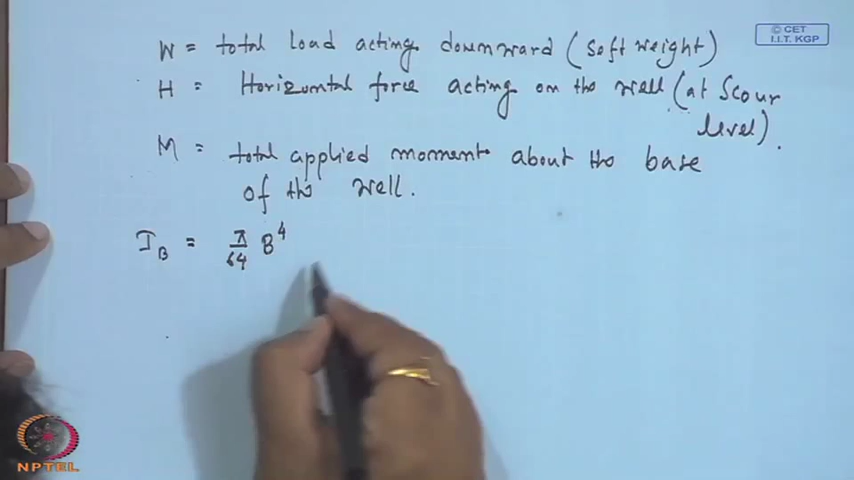 © CET
I.I.T. KGP
W = total load acting downward (soft weight)
H = Horizontal force acting on the well (at Scour
level).
M = total applied moment about the base
of the well.
I_B = π/64 B⁴
NPTEL